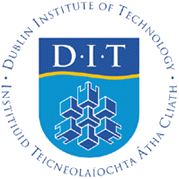 DUBLIN INSTITUTE OF TECHNOLOGY
D·I·T
INSTITIÚID TEICNEOLAÍOCHTA ÁTHA CLIATH